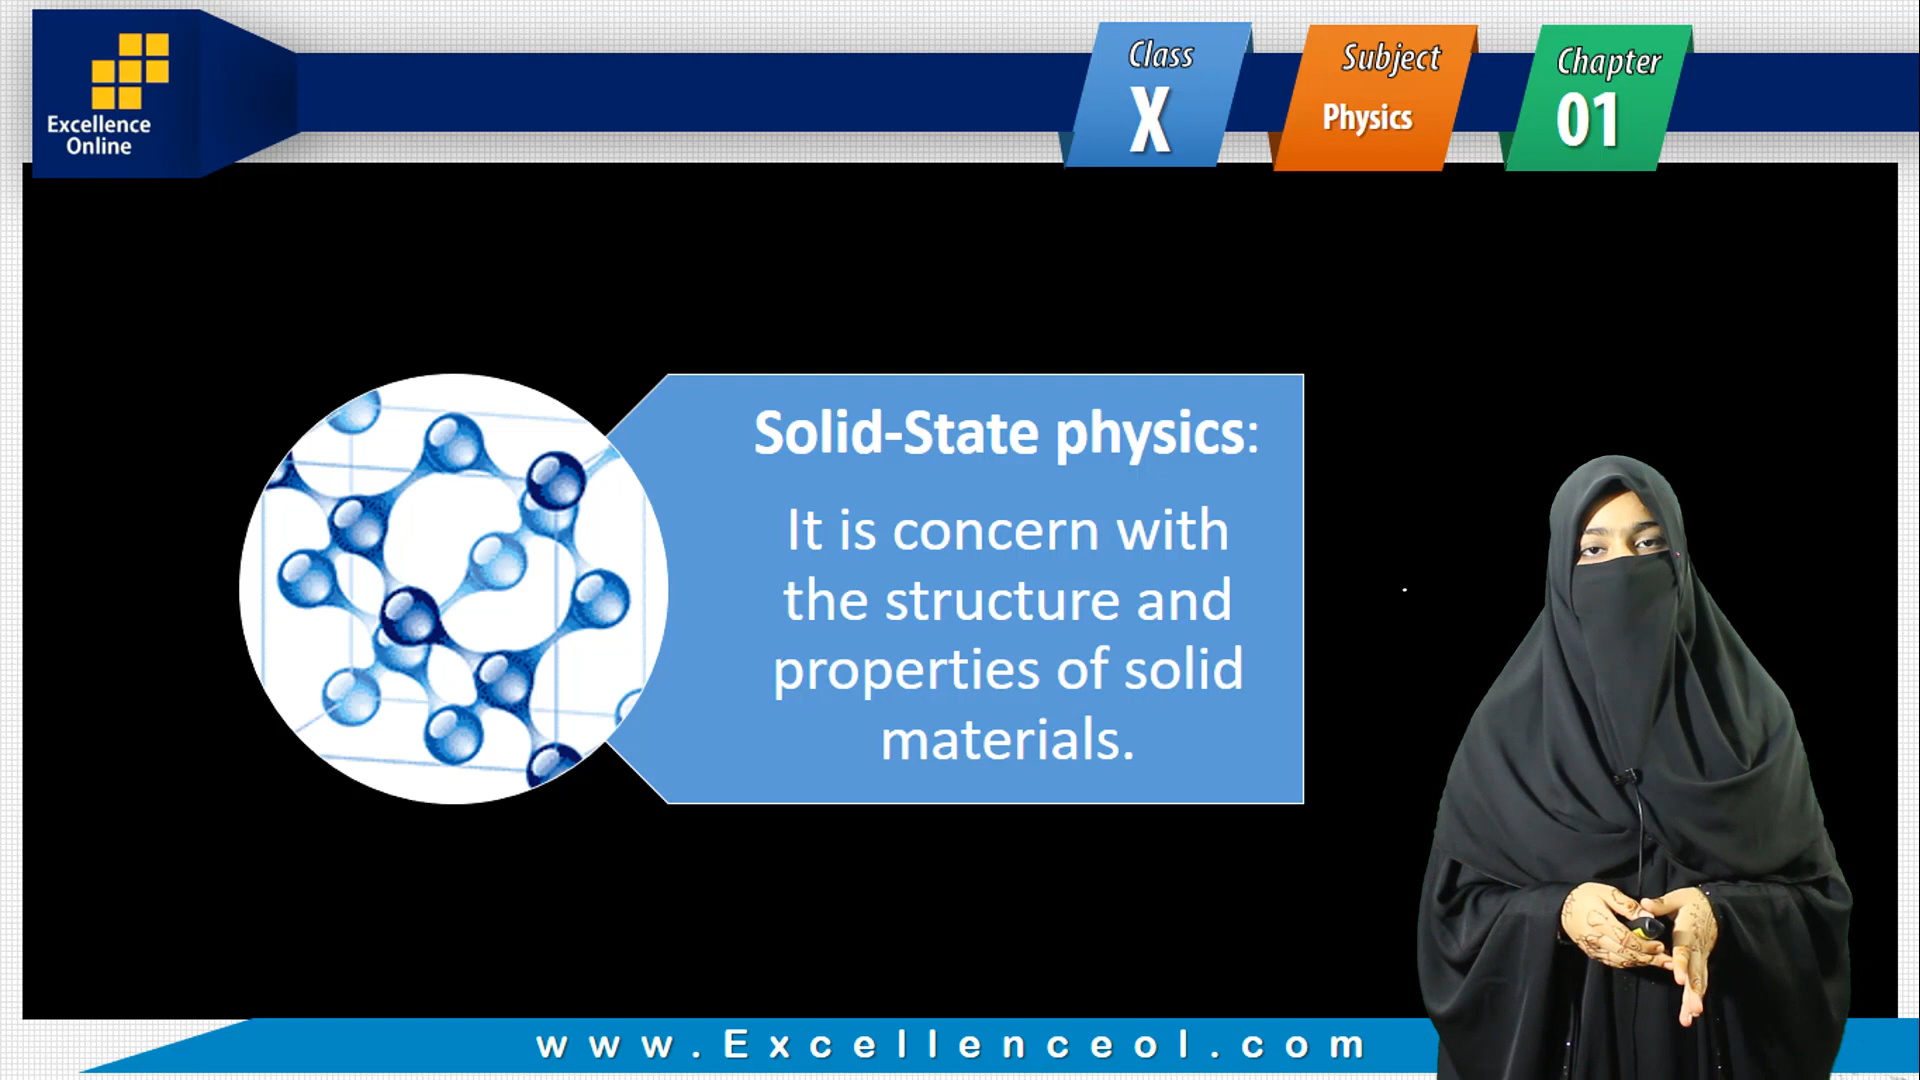 Excellence
Online
Class
X
Subject
Physics
Chapter
01
Solid-State physics:
It is concern with
the structure and
properties of solid
materials.
www.Excellenceol.com